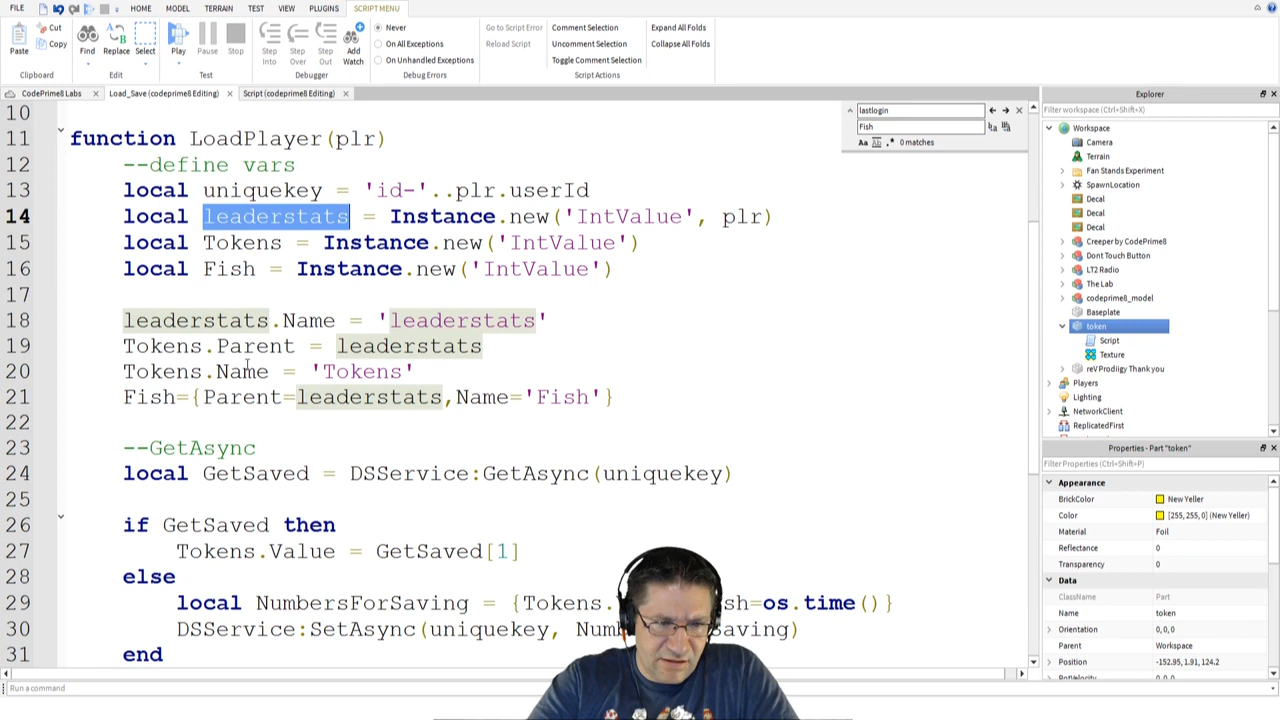 FILE HOME MODEL TERRAIN TEST VIEW PLUGINS SCRIPT MENU
Paste Cut Copy Find Replace Select Play Pause Stop Step Into Step Over Step Out Add Watch
Never
On All Exceptions
On Unhandled Exceptions
Go to Script Error
Reload Script
Comment Selection
Uncomment Selection
Toggle Comment Selection
Expand All Folds
Collapse All Folds
Clipboard Edit Test Debugger Debug Errors Script Actions
CodePrime8 Labs x Load_Save (codeprime8 Editing) x Script (codeprime8 Editing) x
lastlogin
Fish
Aa ab .* 0 matches
10
11 function LoadPlayer(plr)
12 --define vars
13 local uniquekey = 'id-'..plr.userId
14 local leaderstats = Instance.new('IntValue', plr)
15 local Tokens = Instance.new('IntValue')
16 local Fish = Instance.new('IntValue')
17
18 leaderstats.Name = 'leaderstats'
19 Tokens.Parent = leaderstats
20 Tokens.Name = 'Tokens'
21 Fish={Parent=leaderstats,Name='Fish'}
22
23 --GetAsync
24 local GetSaved = DSService:GetAsync(uniquekey)
25
26 if GetSaved then
27 Tokens.Value = GetSaved[1]
28 else
29 local NumbersForSaving = {Tokens. sh=os.time()}
30 DSService:SetAsync(uniquekey, Num Saving)
31 end
Run a command
Explorer
Filter workspace (Ctrl+Shift+X)
Workspace
Camera
Terrain
Fan Stands Experiment
SpawnLocation
Decal
Decal
Decal
Creeper by CodePrime8
Dont Touch Button
LT2 Radio
The Lab
codeprime8_model
Baseplate
token
Script
Texture
reV Prodiigy Thank you
Players
Lighting
NetworkClient
ReplicatedFirst
Properties - Part "token"
Filter Properties (Ctrl+Shift+P)
Appearance
BrickColor New Yeller
Color [255, 255, 0] (New Yeller)
Material Foil
Reflectance 0
Transparency 0
Data
ClassName Part
Name token
Orientation 0, 0, 0
Parent Workspace
Position -152.95, 1.91, 124.2